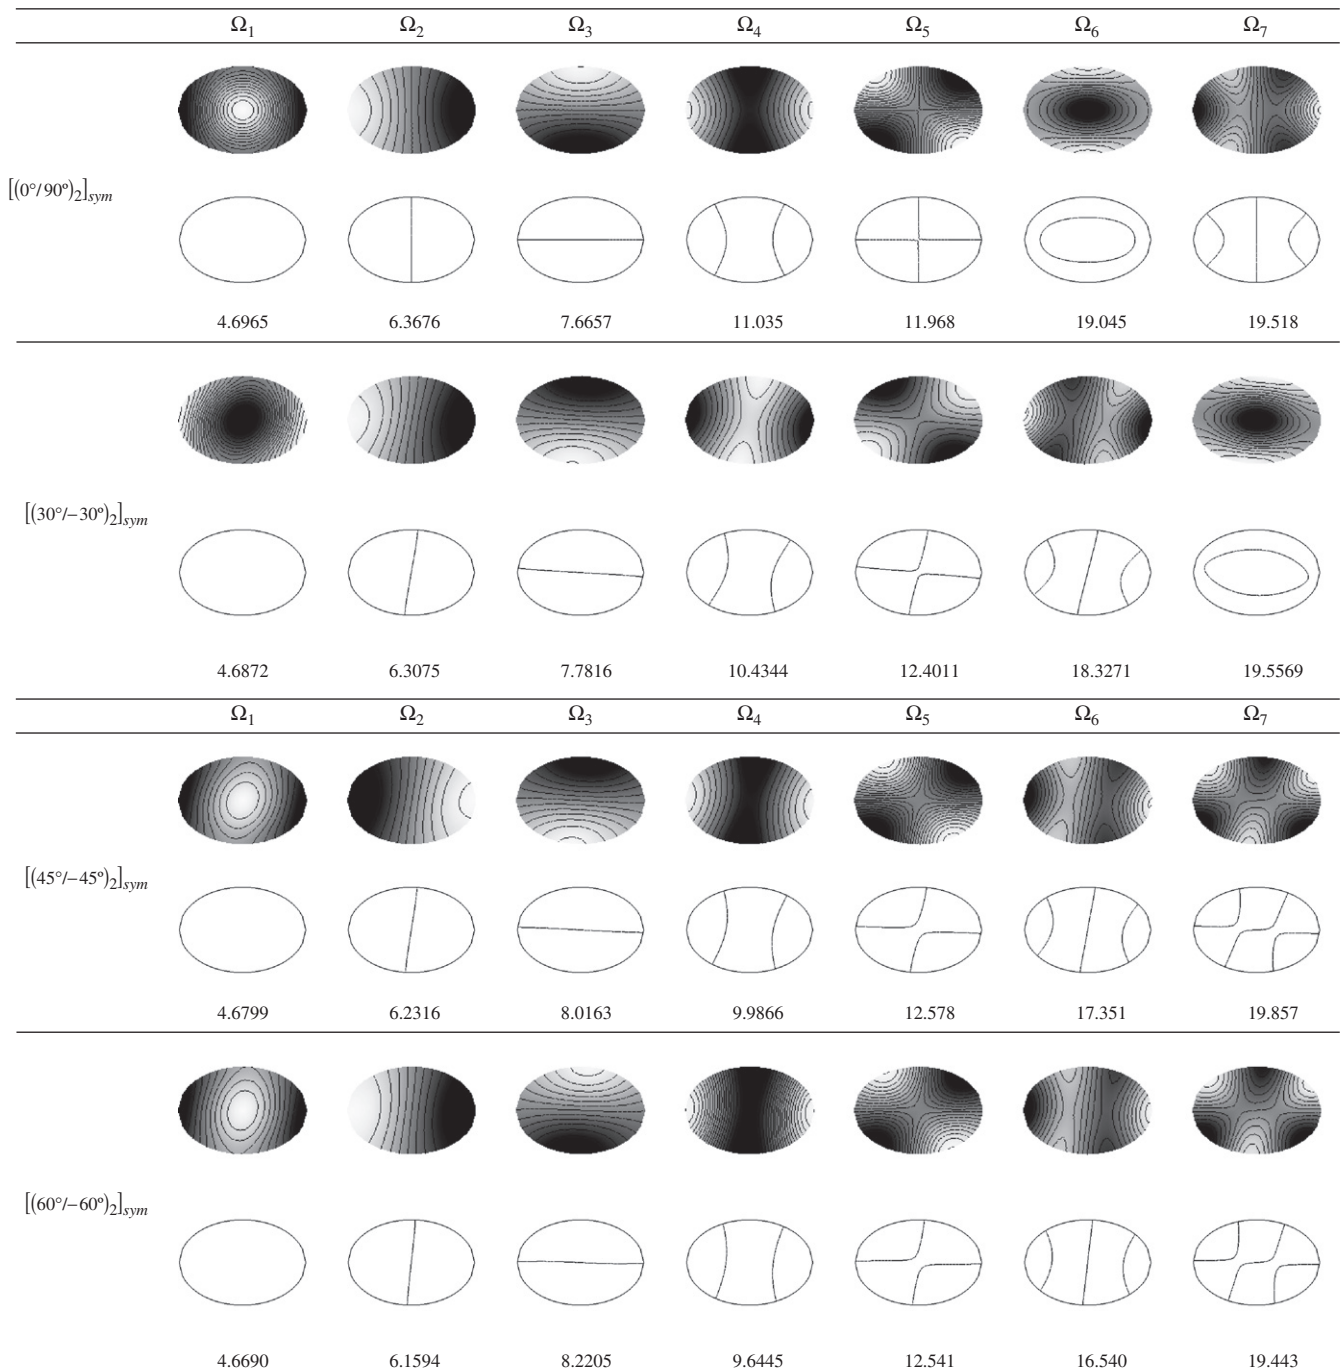 Ω₁ Ω₂ Ω₃ Ω₄ Ω₅ Ω₆ Ω₇
[(0°/90°)₂]sym
4.6965 6.3676 7.6657 11.035 11.968 19.045 19.518
[(30°/−30°)₂]sym
4.6872 6.3075 7.7816 10.4344 12.4011 18.3271 19.5569
Ω₁ Ω₂ Ω₃ Ω₄ Ω₅ Ω₆ Ω₇
[(45°/−45°)₂]sym
4.6799 6.2316 8.0163 9.9866 12.578 17.351 19.857
[(60°/−60°)₂]sym
4.6690 6.1594 8.2205 9.6445 12.541 16.540 19.443